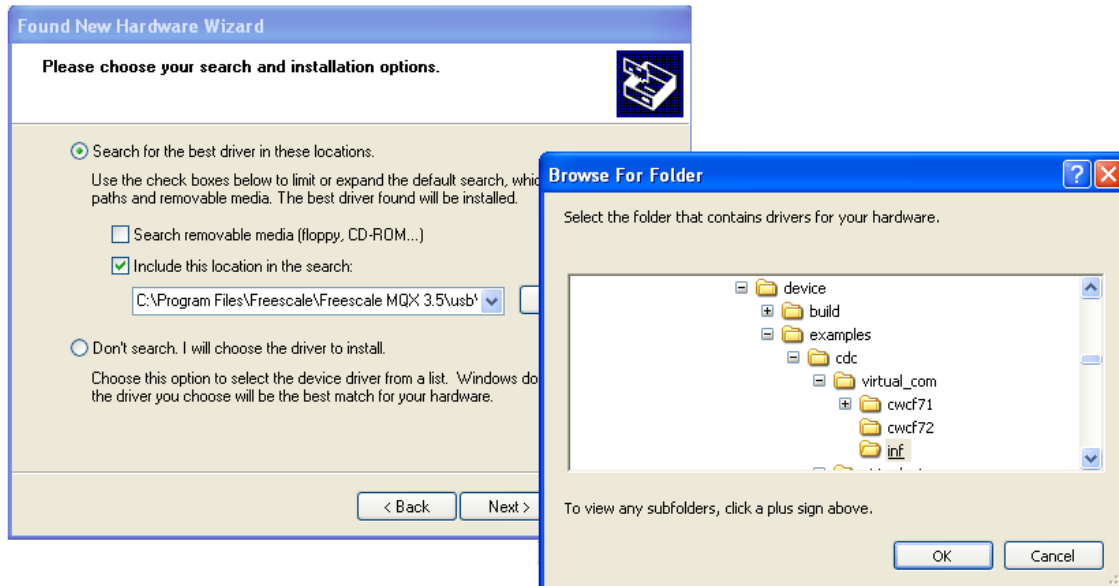 Found New Hardware Wizard
Please choose your search and installation options.
Search for the best driver in these locations.
Use the check boxes below to limit or expand the default search, whic
paths and removable media. The best driver found will be installed.
Search removable media (floppy, CD-ROM...)
Include this location in the search:
C:\Program Files\Freescale\Freescale MQX 3.5\usb\
Don't search. I will choose the driver to install.
Choose this option to select the device driver from a list. Windows do
the driver you choose will be the best match for your hardware.
< Back
Next >
Browse For Folder
Select the folder that contains drivers for your hardware.
device
build
examples
cdc
virtual_com
cwcf71
cwcf72
inf
To view any subfolders, click a plus sign above.
OK
Cancel